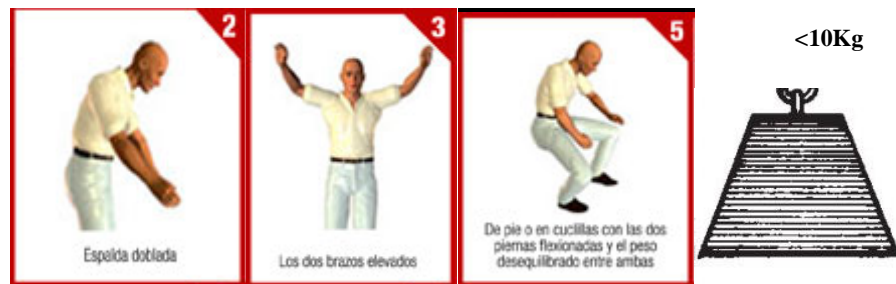 2
3
5
<10Kg
Espalda doblada
Los dos brazos elevados
De pie o en cuclillas con las dos
piernas flexionadas y el peso
desequilibrado entre ambas